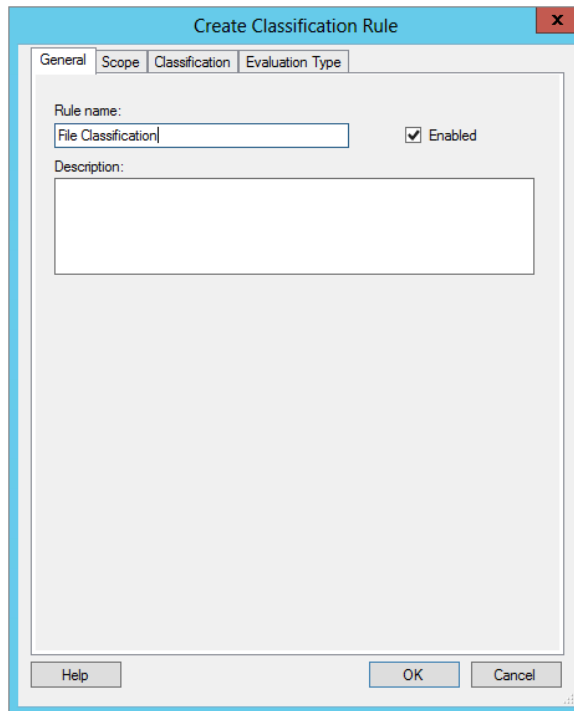 Create Classification Rule
x
General Scope Classification Evaluation Type
Rule name:
File Classification
Enabled
Description:
Help OK Cancel